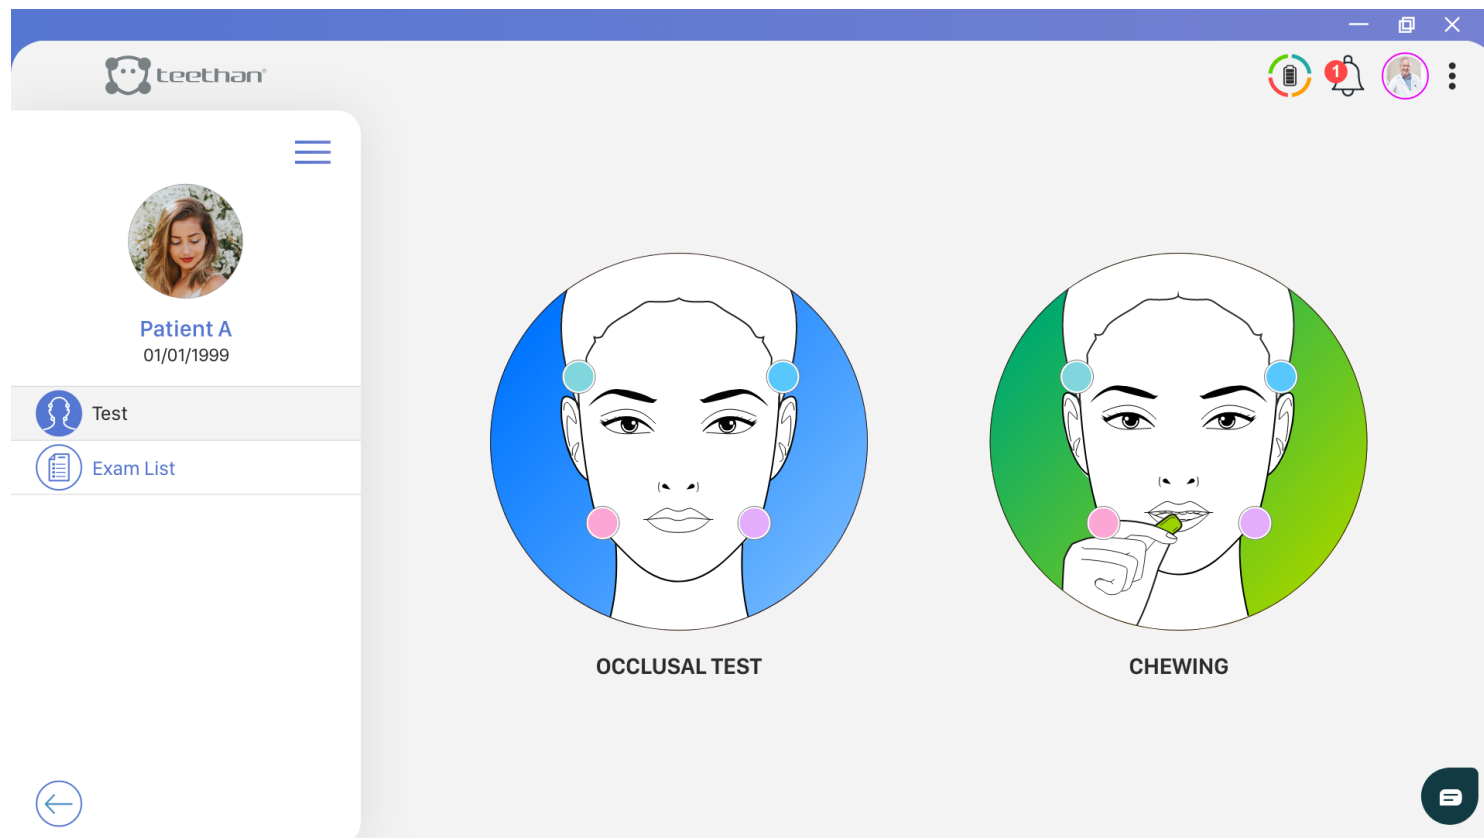 teethan®
1
Patient A
01/01/1999
Test
Exam List
OCCLUSAL TEST
CHEWING